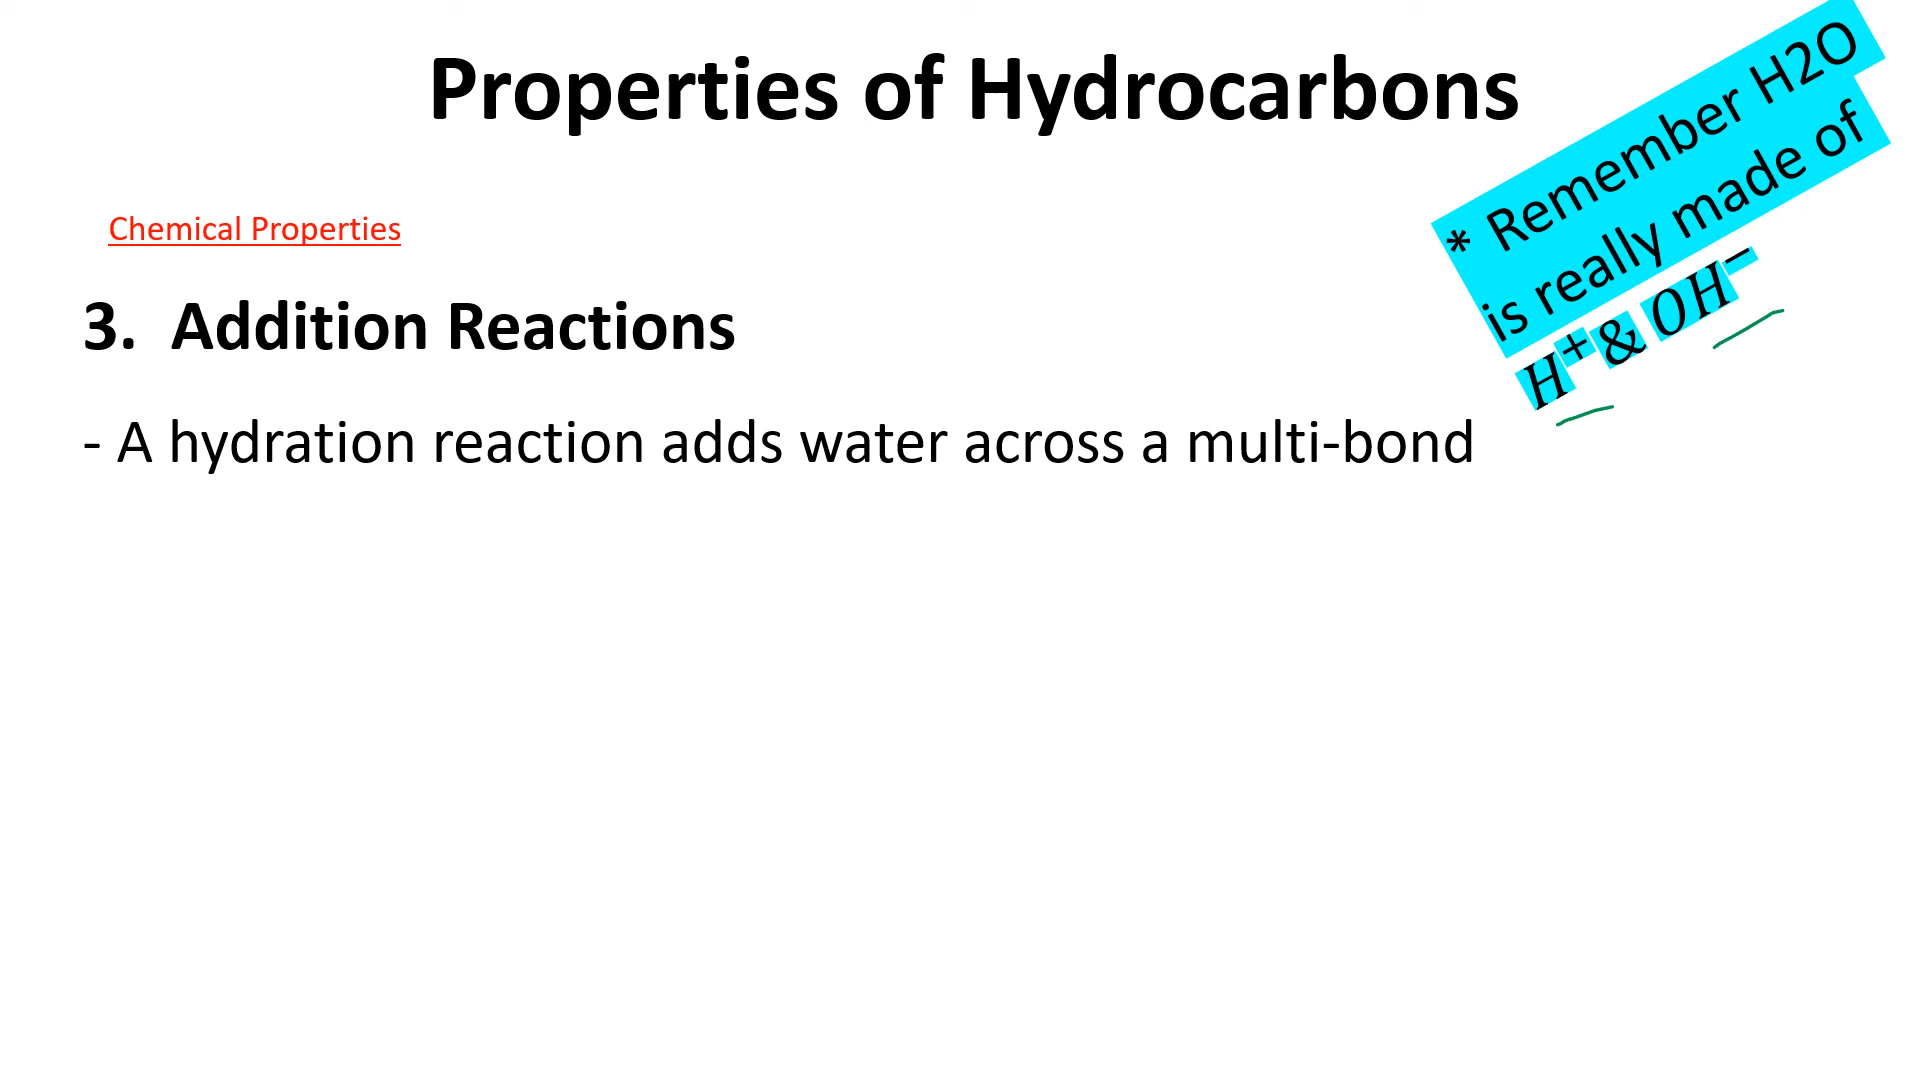 Properties of Hydrocarbons
* Remember H2O
is really made of
H⁺& OH⁻
Chemical Properties
3. Addition Reactions
- A hydration reaction adds water across a multi-bond